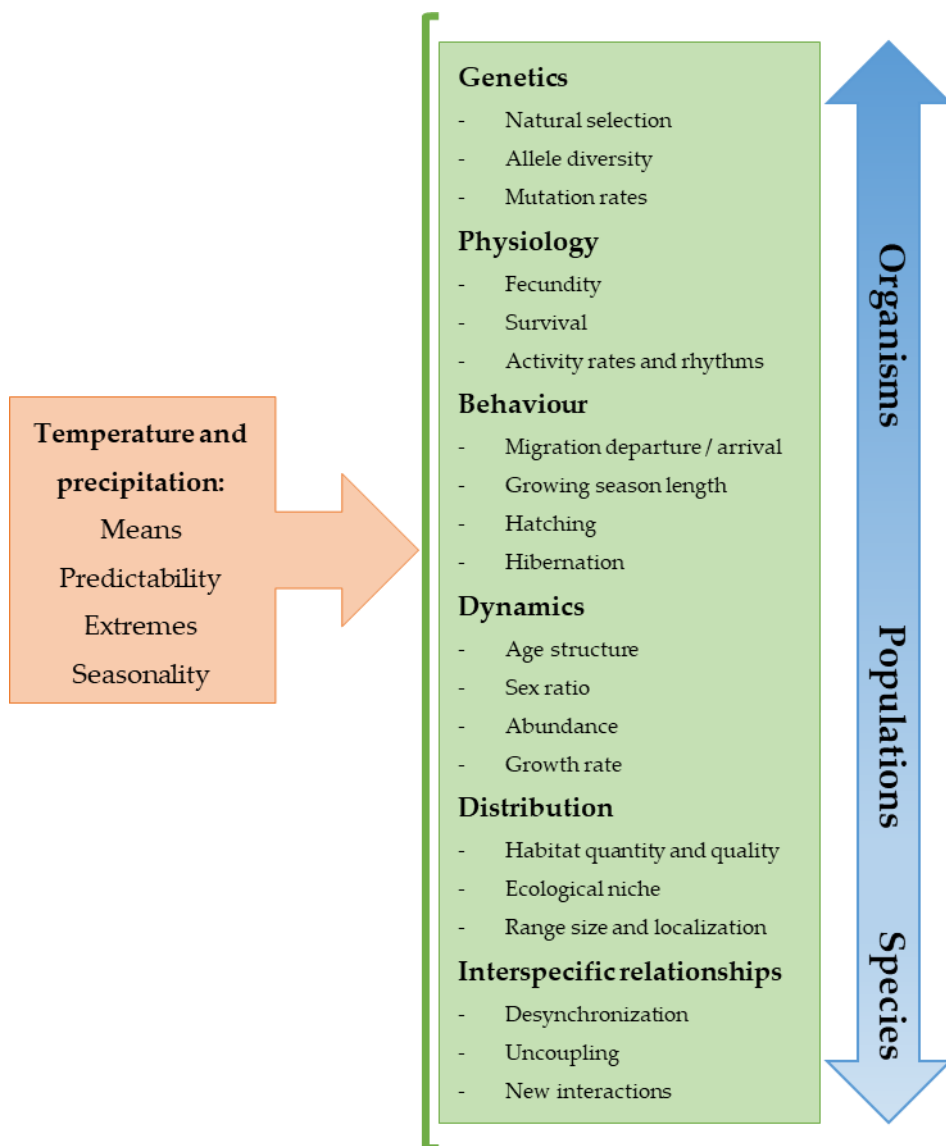 Temperature and
precipitation:
Means
Predictability
Extremes
Seasonality
Genetics
- Natural selection
- Allele diversity
- Mutation rates
Physiology
- Fecundity
- Survival
- Activity rates and rhythms
Behaviour
- Migration departure / arrival
- Growing season length
- Hatching
- Hibernation
Dynamics
- Age structure
- Sex ratio
- Abundance
- Growth rate
Distribution
- Habitat quantity and quality
- Ecological niche
- Range size and localization
Interspecific relationships
- Desynchronization
- Uncoupling
- New interactions
Organisms
Populations
Species